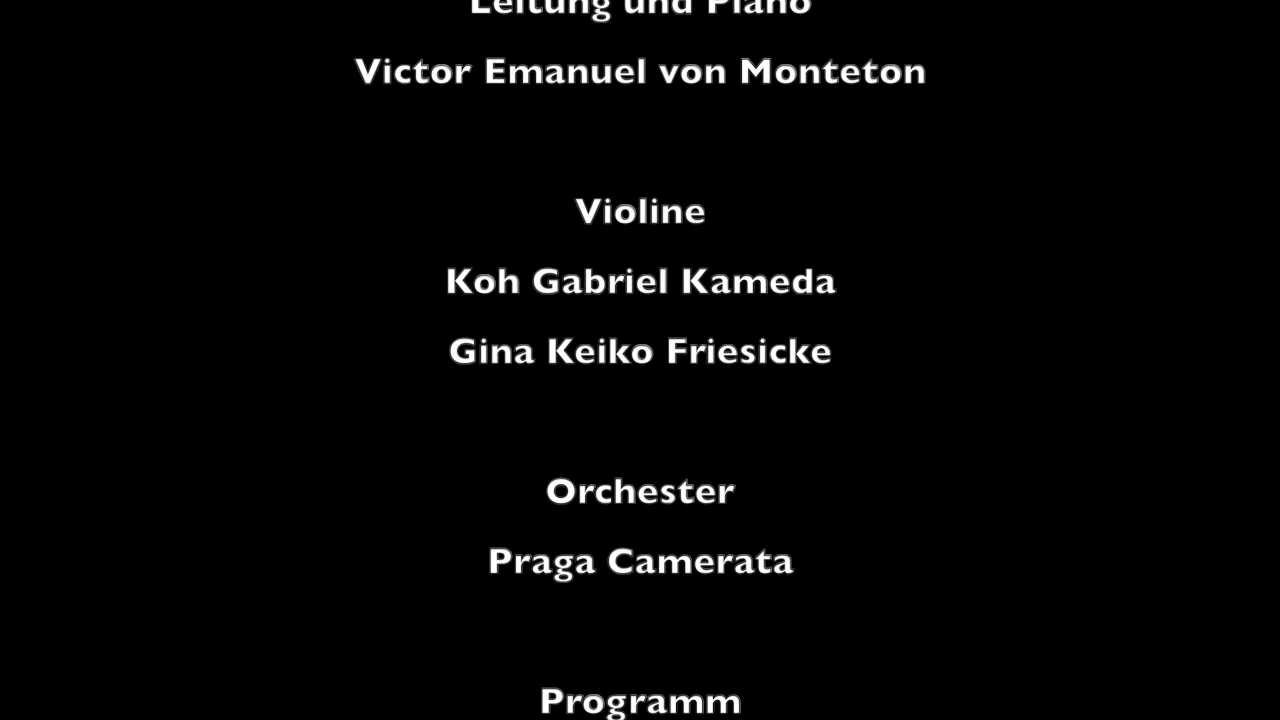 Leitung und Piano
Victor Emanuel von Monteton
Violine
Koh Gabriel Kameda
Gina Keiko Friesicke
Orchester
Praga Camerata
Programm